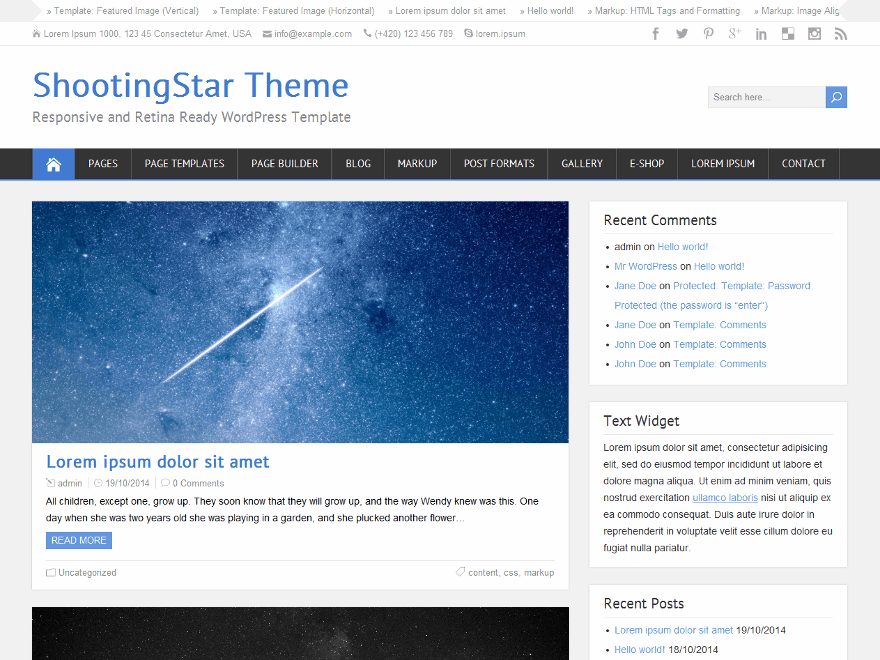 » Template: Featured Image (Vertical) » Template: Featured Image (Horizontal) » Lorem ipsum dolor sit amet » Hello world! » Markup: HTML Tags and Formatting » Markup: Image Alig
Lorem Ipsum 1000, 123 45 Consectetur Amet, USA info@example.com (+420) 123 456 789 lorem.ipsum
ShootingStar Theme
Responsive and Retina Ready WordPress Template
Search here...
PAGES PAGE TEMPLATES PAGE BUILDER BLOG MARKUP POST FORMATS GALLERY E-SHOP LOREM IPSUM CONTACT
Lorem ipsum dolor sit amet
admin 19/10/2014 0 Comments
All children, except one, grow up. They soon know that they will grow up, and the way Wendy knew was this. One
day when she was two years old she was playing in a garden, and she plucked another flower…
READ MORE
Uncategorized content, css, markup
Recent Comments
• admin on Hello world!
• Mr WordPress on Hello world!
• Jane Doe on Protected: Template: Password
Protected (the password is “enter”)
• Jane Doe on Template: Comments
• John Doe on Template: Comments
• John Doe on Template: Comments
Text Widget
Lorem ipsum dolor sit amet, consectetur adipisicing
elit, sed do eiusmod tempor incididunt ut labore et
dolore magna aliqua. Ut enim ad minim veniam, quis
nostrud exercitation ullamco laboris nisi ut aliquip ex
ea commodo consequat. Duis aute irure dolor in
reprehenderit in voluptate velit esse cillum dolore eu
fugiat nulla pariatur.
Recent Posts
• Lorem ipsum dolor sit amet 19/10/2014
• Hello world! 18/10/2014